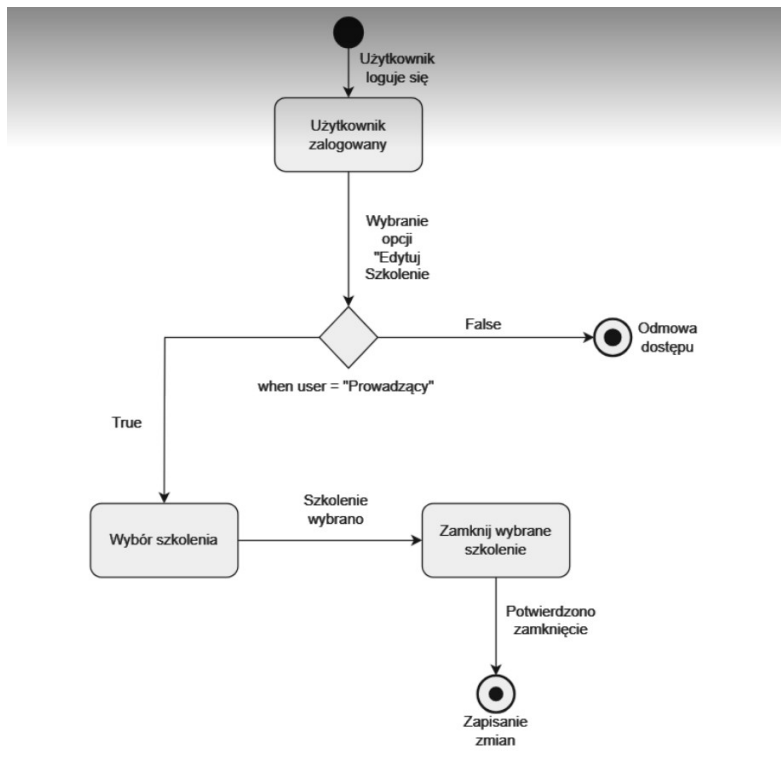 Użytkownik
loguje się
Użytkownik
zalogowany
Wybranie
opcji
"Edytuj
Szkolenie
False
Odmowa
dostępu
when user = "Prowadzący"
True
Wybór szkolenia
Szkolenie
wybrano
Zamknij wybrane
szkolenie
Potwierdzono
zamknięcie
Zapisanie
zmian